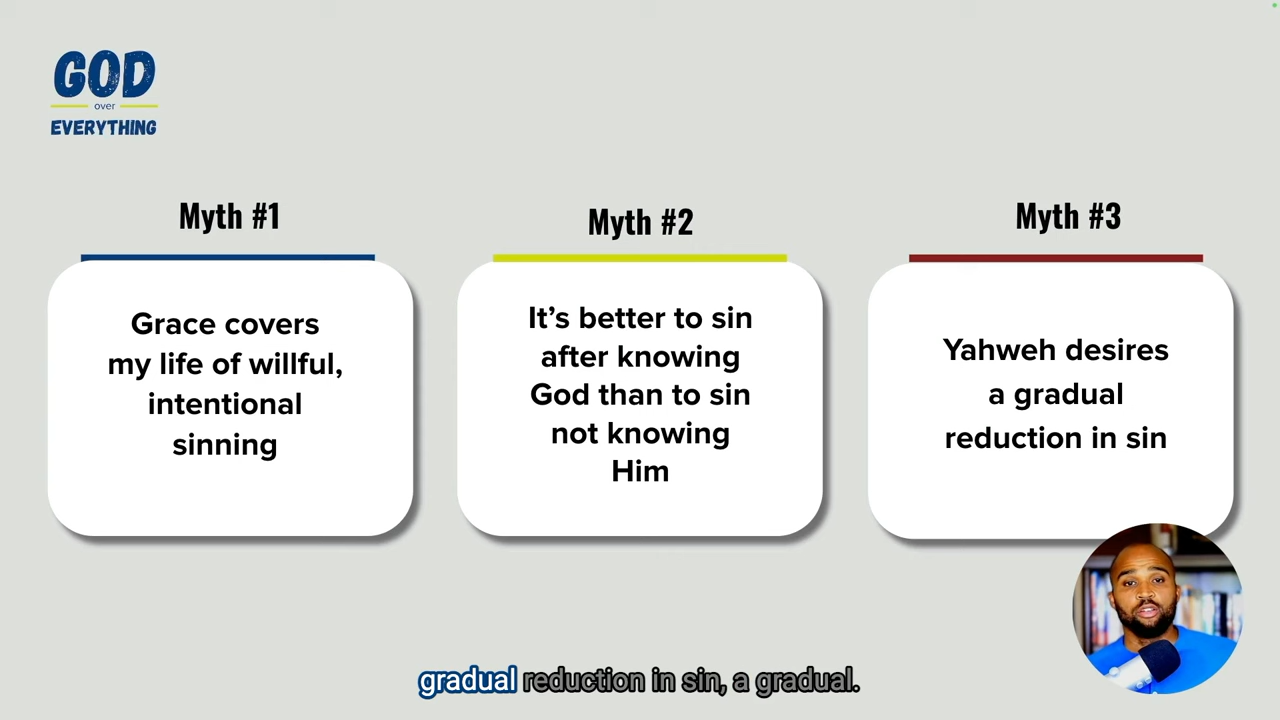 GOD
over
EVERYTHING
Myth #1
Grace covers
my life of willful,
intentional
sinning
Myth #2
It’s better to sin
after knowing
God than to sin
not knowing
Him
Myth #3
Yahweh desires
a gradual
reduction in sin
gradual reduction in sin, a gradual.